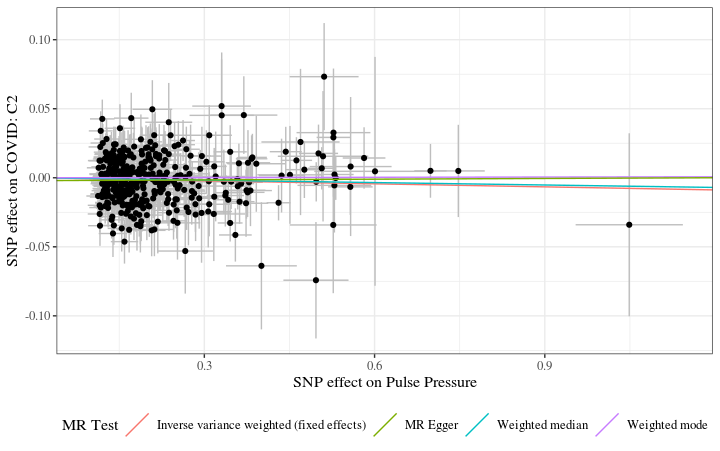 0.10
0.05
0.00
-0.05
-0.10
SNP effect on COVID: C2
0.3
0.6
0.9
SNP effect on Pulse Pressure
MR Test
Inverse variance weighted (fixed effects)
MR Egger
Weighted median
Weighted mode